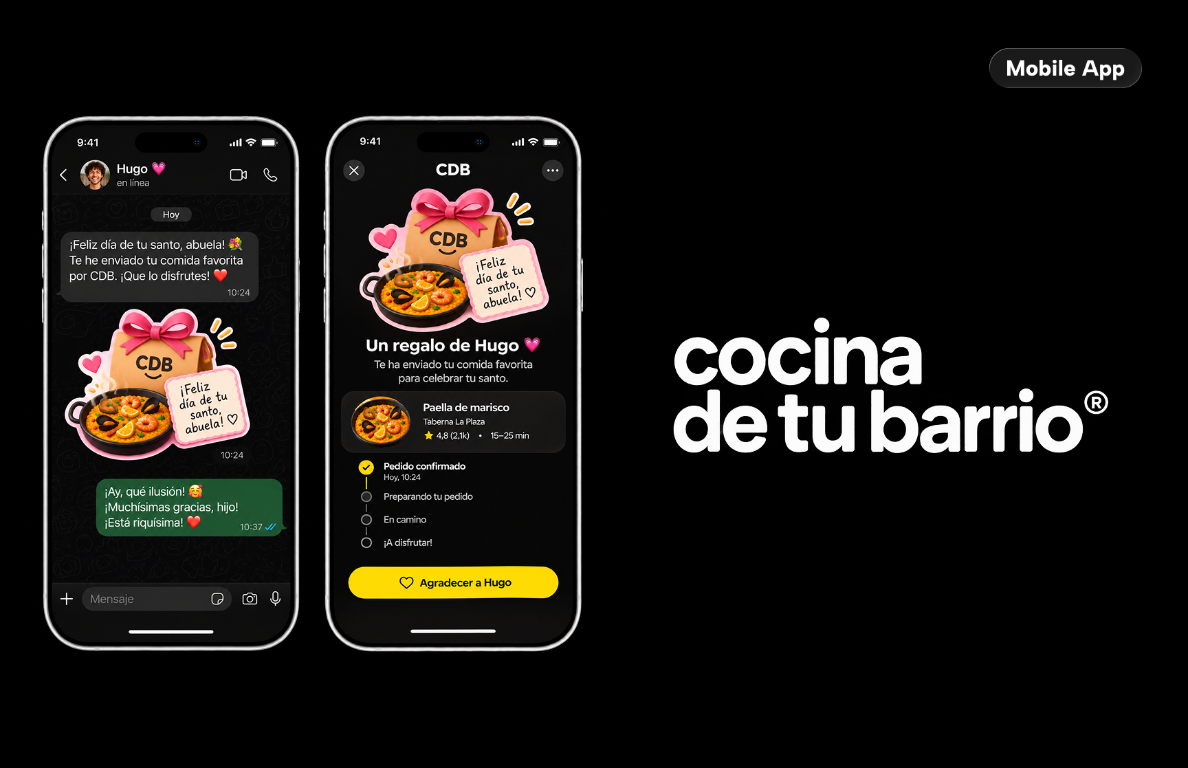 Mobile App
9:41
Hugo 💗
en línea
Hoy
¡Feliz día de tu santo, abuela! 💐
Te he enviado tu comida favorita
por CDB. ¡Que lo disfrutes! ❤️
10:24
CDB
¡Feliz
día de tu
santo,
abuela! ♡
10:24
¡Ay, qué ilusión! 🥰
¡Muchísimas gracias, hijo!
¡Está riquísima! ❤️
10:37
Mensaje
9:41
CDB
CDB
¡Feliz
día de tu
santo,
abuela! ♡
Un regalo de Hugo 💗
Te ha enviado tu comida favorita
para celebrar tu santo.
Paella de marisco
Taberna La Plaza
⭐ 4,8 (2,1k) • 15–25 min
Pedido confirmado
Hoy, 10:24
Preparando tu pedido
En camino
¡A disfrutar!
♡ Agradecer a Hugo
cocina
de tu barrio®